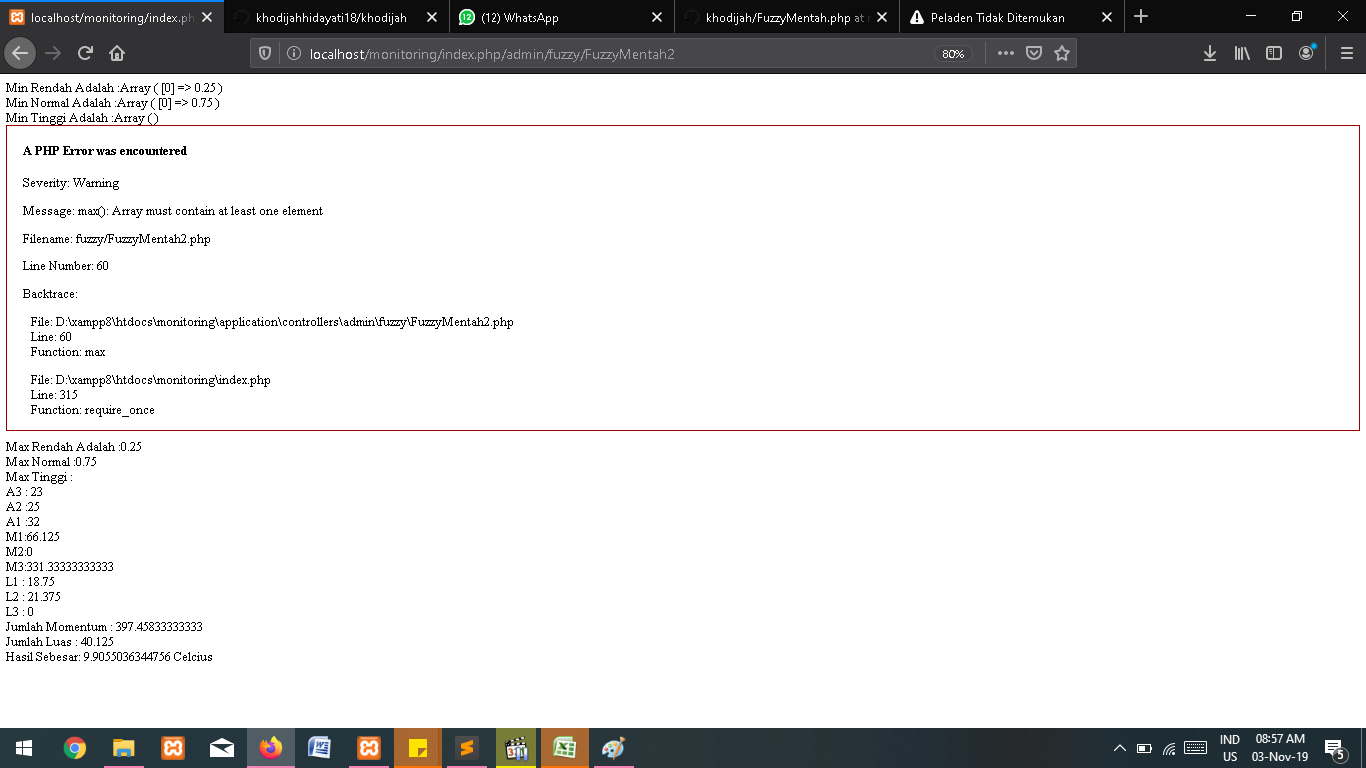 localhost/monitoring/index.ph
khodijahhidayati18/khodijah
(12) WhatsApp
khodijah/FuzzyMentah.php at
Peladen Tidak Ditemukan
localhost/monitoring/index.php/admin/fuzzy/FuzzyMentah2
80%
Min Rendah Adalah :Array ( [0] => 0.25 )
Min Normal Adalah :Array ( [0] => 0.75 )
Min Tinggi Adalah :Array ( )
A PHP Error was encountered
Severity: Warning
Message: max(): Array must contain at least one element
Filename: fuzzy/FuzzyMentah2.php
Line Number: 60
Backtrace:
File: D:\xampp8\htdocs\monitoring\application\controllers\admin\fuzzy\FuzzyMentah2.php
Line: 60
Function: max
File: D:\xampp8\htdocs\monitoring\index.php
Line: 315
Function: require_once
Max Rendah Adalah :0.25
Max Normal :0.75
Max Tinggi :
A3 : 23
A2 :25
A1 :32
M1:66.125
M2:0
M3:331.33333333333
L1 : 18.75
L2 : 21.375
L3 : 0
Jumlah Momentum : 397.45833333333
Jumlah Luas : 40.125
Hasil Sebesar: 9.9055036344756 Celcius
IND
US
08:57 AM
03-Nov-19
5